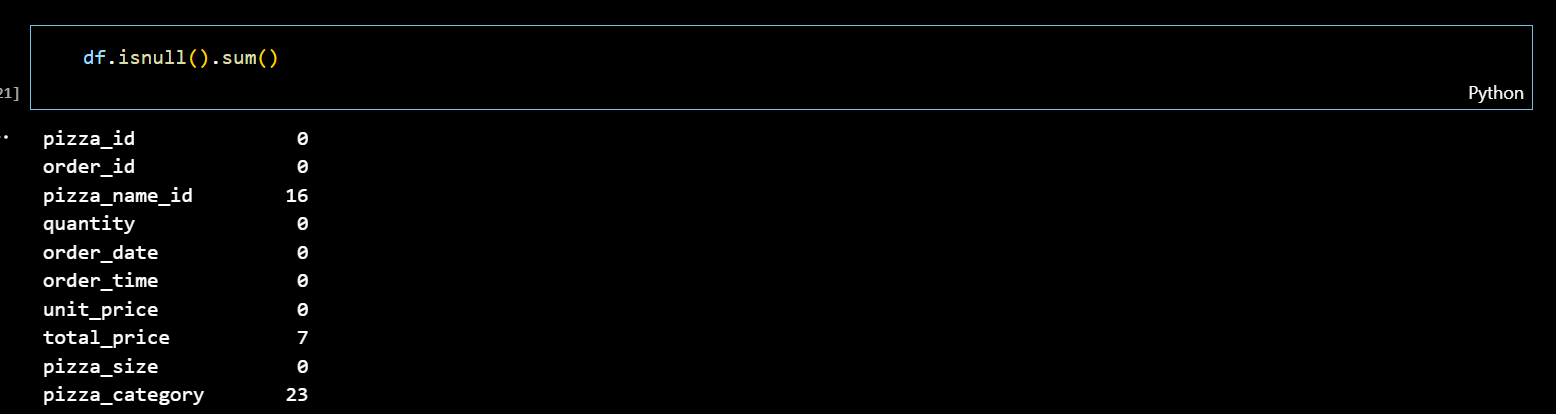 df.isnull().sum()
21]
Python
pizza_id 0
order_id 0
pizza_name_id 16
quantity 0
order_date 0
order_time 0
unit_price 0
total_price 7
pizza_size 0
pizza_category 23